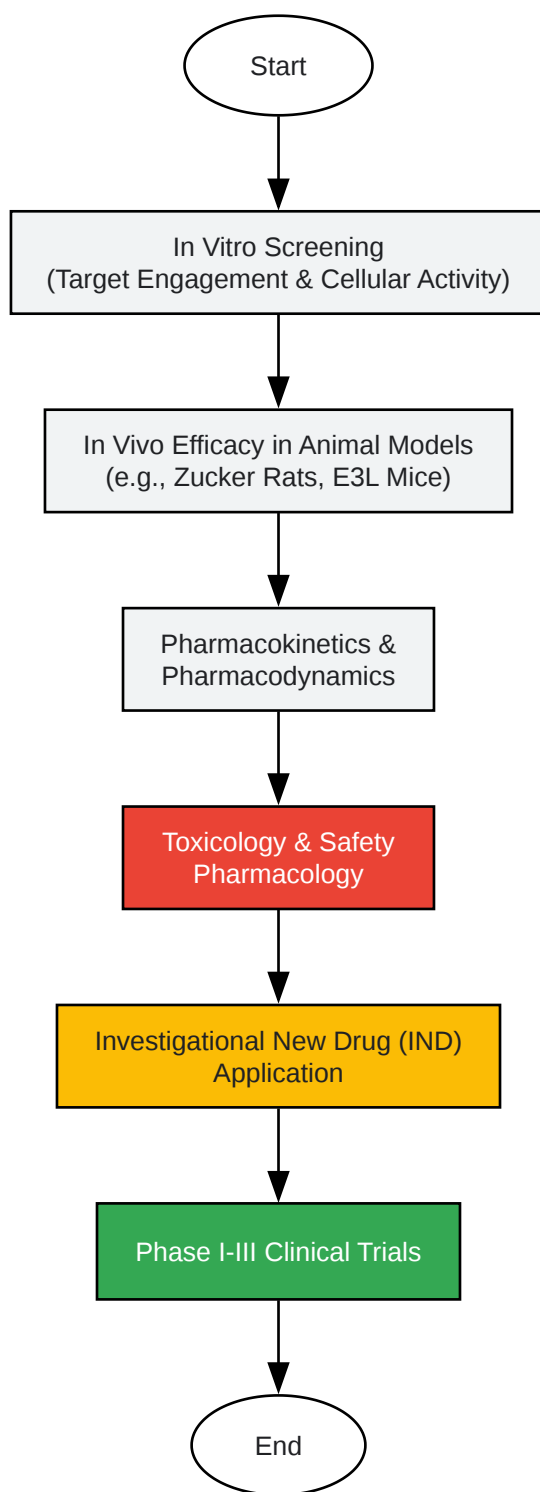 Start
In Vitro Screening
(Target Engagement & Cellular Activity)
In Vivo Efficacy in Animal Models
(e.g., Zucker Rats, E3L Mice)
Pharmacokinetics &
Pharmacodynamics
Toxicology & Safety
Pharmacology
Investigational New Drug (IND)
Application
Phase I-III Clinical Trials
End